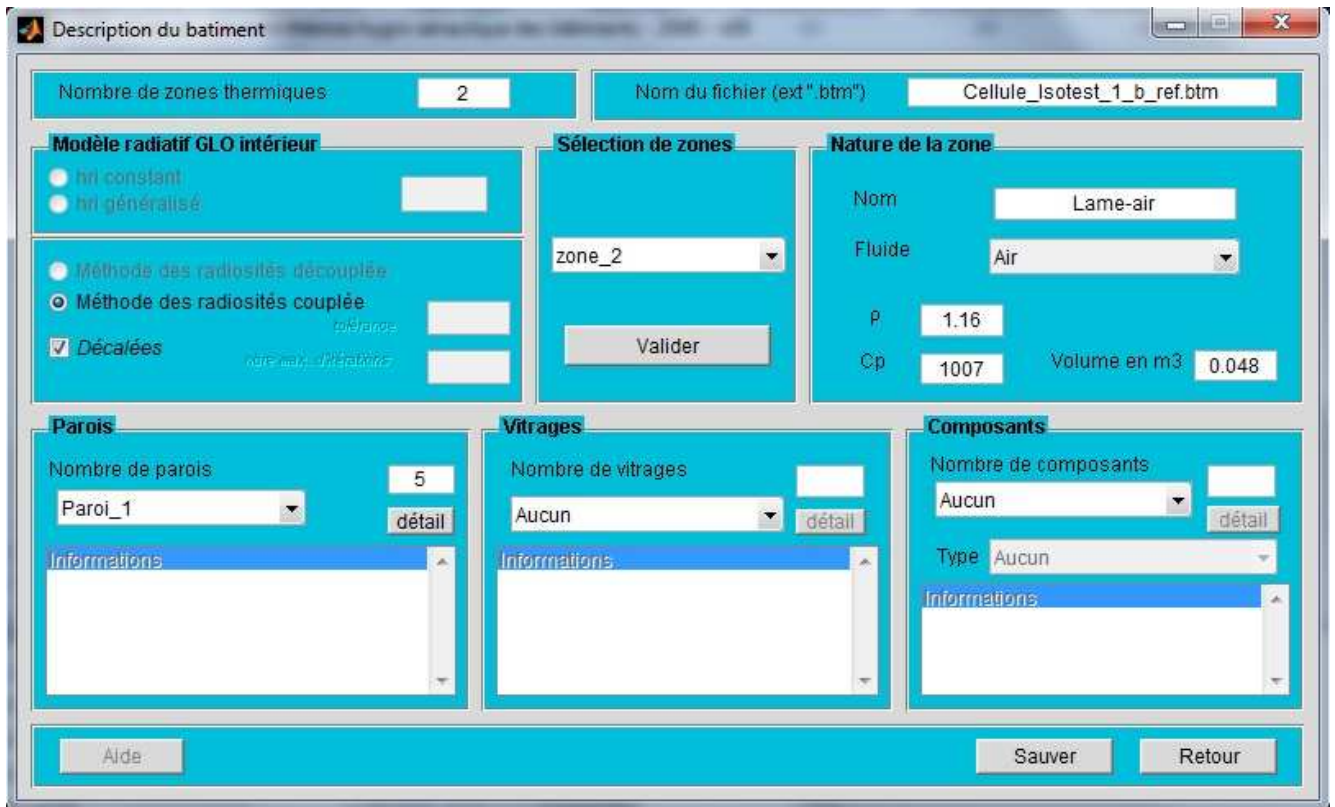 Description du batiment
Nombre de zones thermiques 2
Nom du fichier (ext ".btm") Cellule_Isotest_1_b_ref.btm
Modèle radiatif GLO intérieur
hri constant
hri généralisé
Méthode des radiosités découplée
Méthode des radiosités couplée
tolérance
Décalées
nbre max. d'itérations
Sélection de zones
zone_2
Valider
Nature de la zone
Nom Lame-air
Fluide Air
ρ 1.16
Cp 1007 Volume en m3 0.048
Parois
Nombre de parois 5
Paroi_1 détail
Informations
Vitrages
Nombre de vitrages
Aucun détail
Informations
Composants
Nombre de composants
Aucun détail
Type Aucun
Informations
Aide Sauver Retour